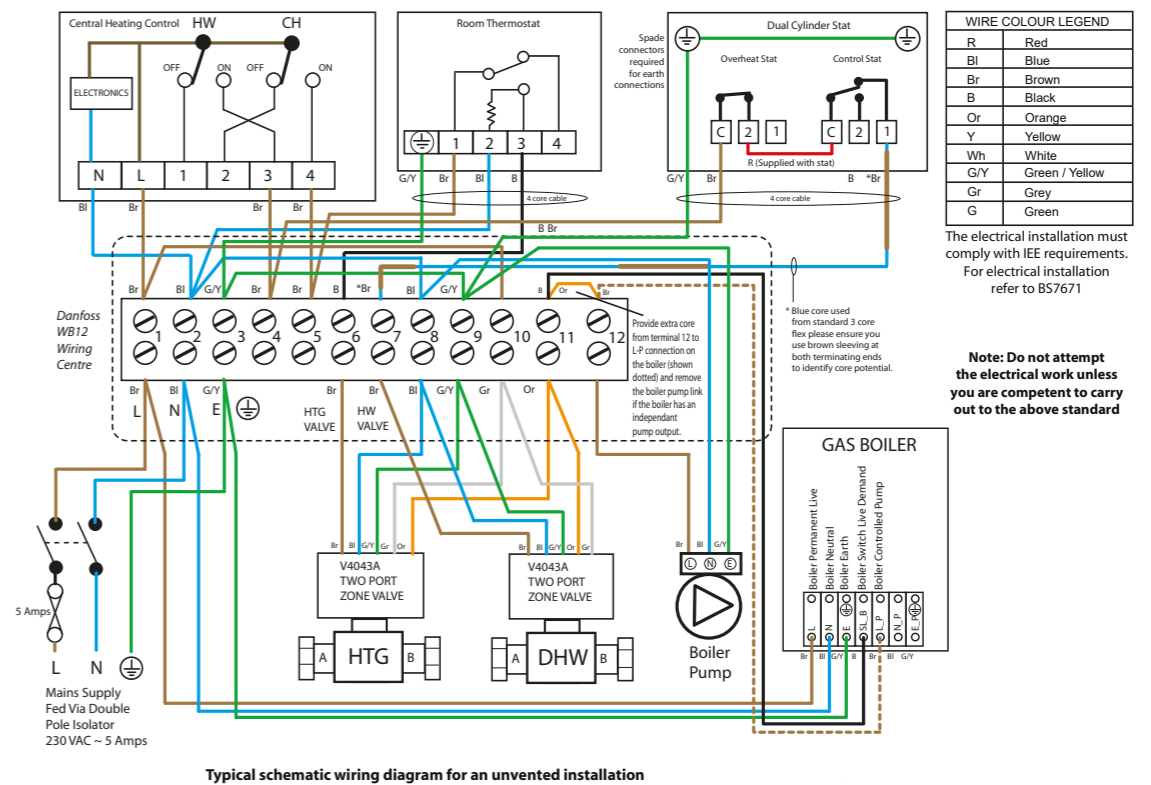 Central Heating Control
HW
CH
OFF
ON
OFF
ON
ELECTRONICS
N
L
1
2
3
4
Bl
Br
Br
Br
Room Thermostat
1
2
3
4
G/Y
Br
Bl
B
4 core cable
Spade
connectors
required
for earth
connections
Dual Cylinder Stat
Overheat Stat
Control Stat
C
2
1
C
2
1
R (Supplied with stat)
G/Y
Br
B
*Br
4 core cable
B Br
WIRE COLOUR LEGEND
R Red
Bl Blue
Br Brown
B Black
Or Orange
Y Yellow
Wh White
G/Y Green / Yellow
Gr Grey
G Green
The electrical installation must
comply with IEE requirements.
For electrical installation
refer to BS7671
Note: Do not attempt
the electrical work unless
you are competent to carry
out to the above standard
* Blue core used
from standard 3 core
flex please ensure you
use brown sleeving at
both terminating ends
to identify core potential.
Br
Bl
G/Y
Br
Br
B
*Br
Bl
G/Y
B
Or
Br
Danfoss
WB12
Wiring
Centre
1
2
3
4
5
6
7
8
9
10
11
12
Provide extra core
from terminal 12 to
L-P connection on
the boiler (shown
dotted) and remove
the boiler pump link
if the boiler has an
independant
pump output.
Br
Bl
G/Y
Br
Br
Bl
G/Y
Gr
Or
L
N
E
HTG
VALVE
HW
VALVE
5 Amps
L
N
Mains Supply
Fed Via Double
Pole Isolator
230 VAC ~ 5 Amps
Br
Bl
G/Y
Gr
Or
V4043A
TWO PORT
ZONE VALVE
A
HTG
B
Br
Bl
G/Y
Or
Gr
V4043A
TWO PORT
ZONE VALVE
A
DHW
B
Br
Bl
G/Y
L
N
E
Boiler
Pump
GAS BOILER
Boiler Permanent Live
Boiler Neutral
Boiler Earth
Boiler Switch Live Demand
Boiler Controlled Pump
L
N
E
SL_B
L_P
N_P
E_P
Br
Bl
G/Y
B
Br
Bl
G/Y
Typical schematic wiring diagram for an unvented installation